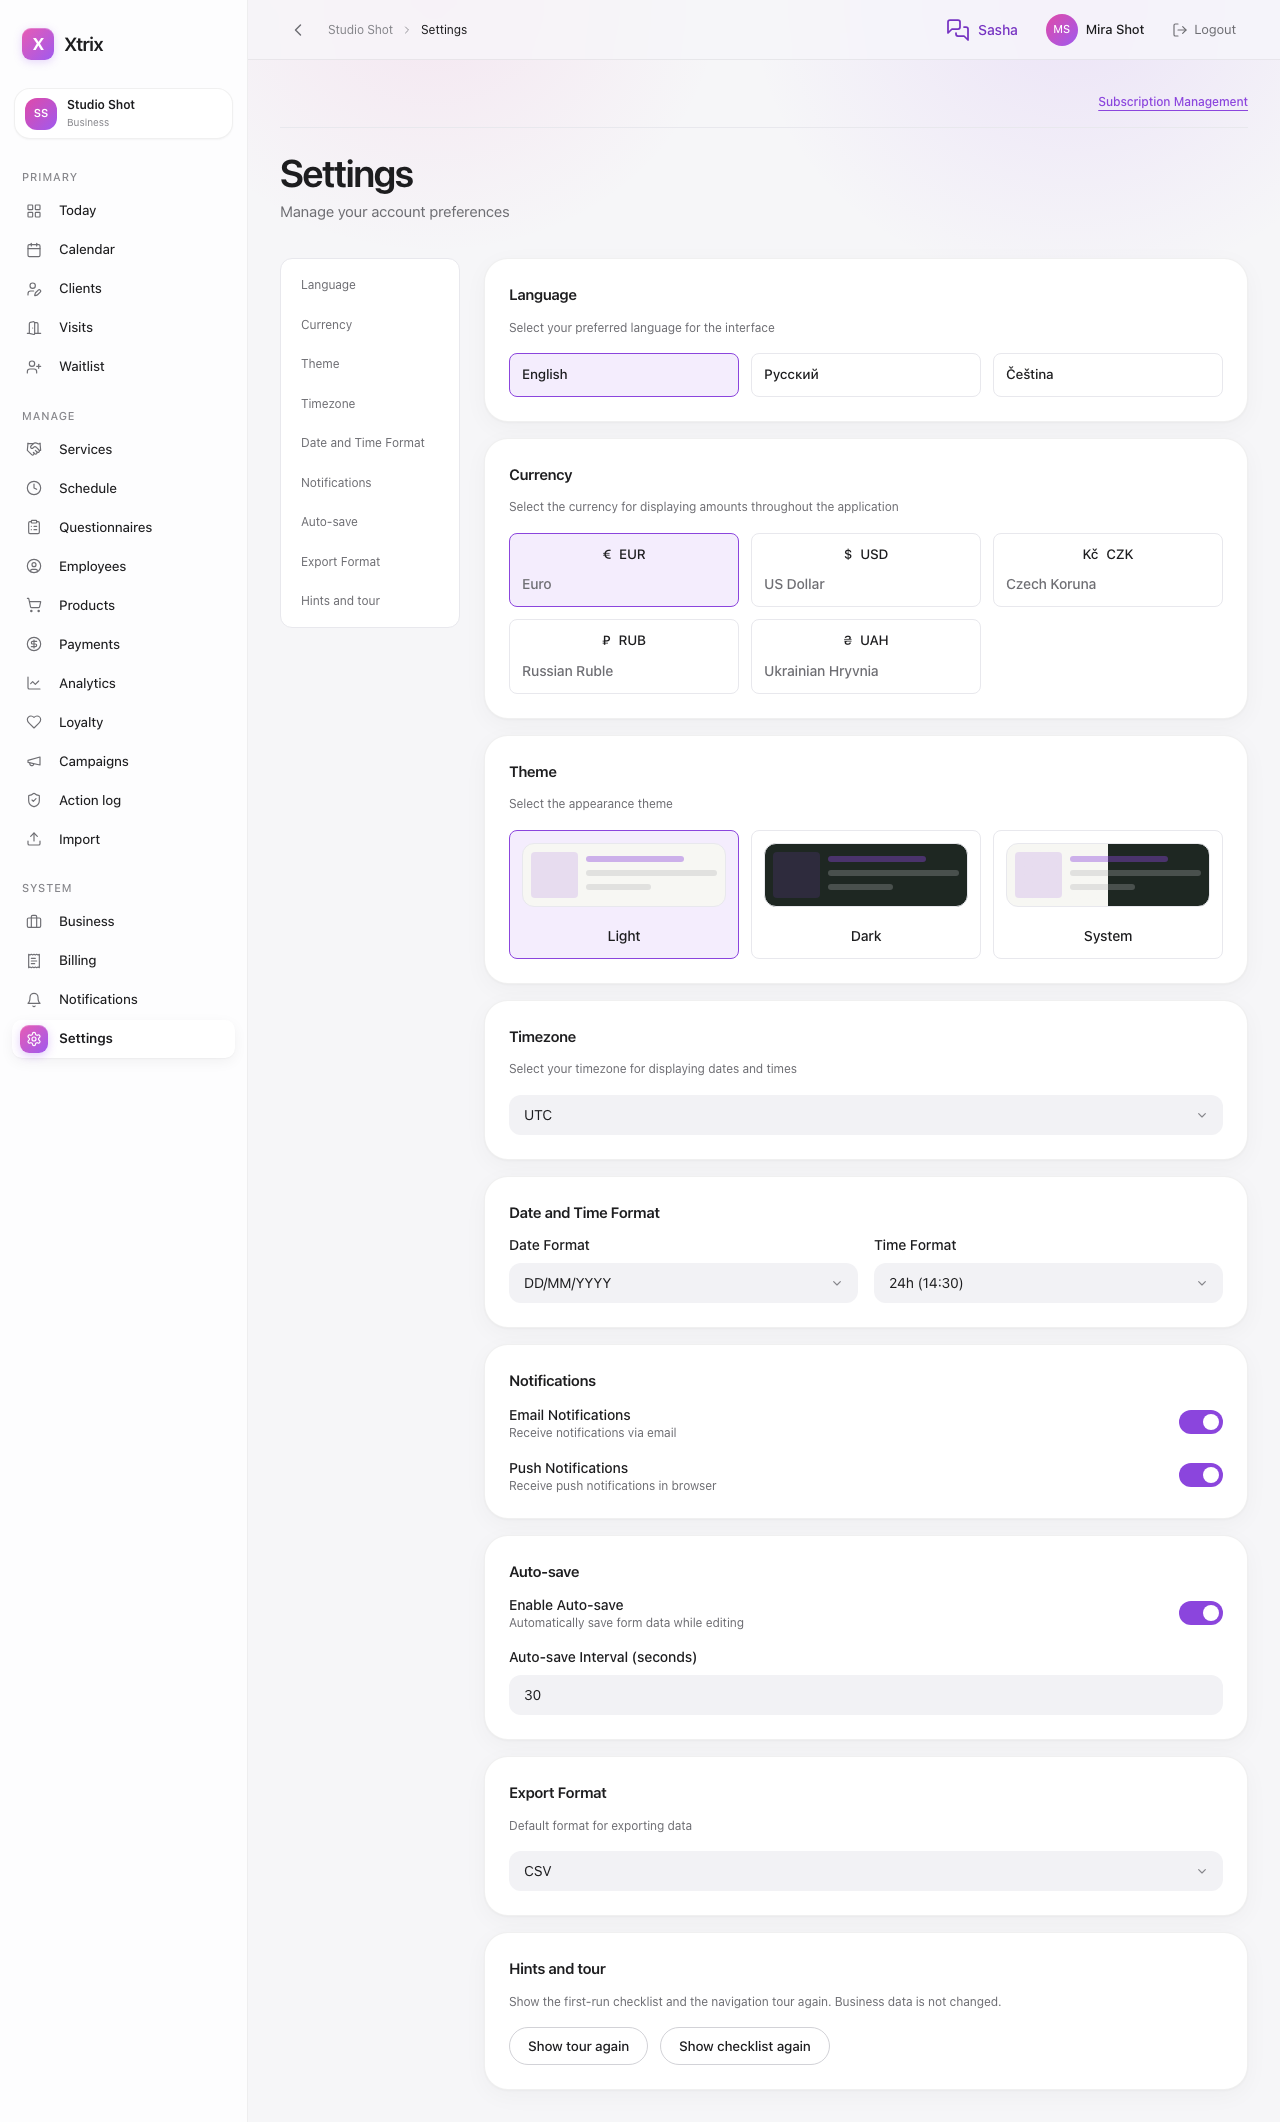 X Xtrix
SS Studio Shot
Business
PRIMARY
Today
Calendar
Clients
Visits
Waitlist
MANAGE
Services
Schedule
Questionnaires
Employees
Products
Payments
Analytics
Loyalty
Campaigns
Action log
Import
SYSTEM
Business
Billing
Notifications
Settings
Studio Shot > Settings
Sasha
MS Mira Shot
Logout
Subscription Management
Settings
Manage your account preferences
Language
Currency
Theme
Timezone
Date and Time Format
Notifications
Auto-save
Export Format
Hints and tour
Language
Select your preferred language for the interface
English
Русский
Čeština
Currency
Select the currency for displaying amounts throughout the application
€ EUR
Euro
$ USD
US Dollar
Kč CZK
Czech Koruna
₽ RUB
Russian Ruble
₴ UAH
Ukrainian Hryvnia
Theme
Select the appearance theme
Light
Dark
System
Timezone
Select your timezone for displaying dates and times
UTC
Date and Time Format
Date Format
DD/MM/YYYY
Time Format
24h (14:30)
Notifications
Email Notifications
Receive notifications via email
Push Notifications
Receive push notifications in browser
Auto-save
Enable Auto-save
Automatically save form data while editing
Auto-save Interval (seconds)
30
Export Format
Default format for exporting data
CSV
Hints and tour
Show the first-run checklist and the navigation tour again. Business data is not changed.
Show tour again
Show checklist again